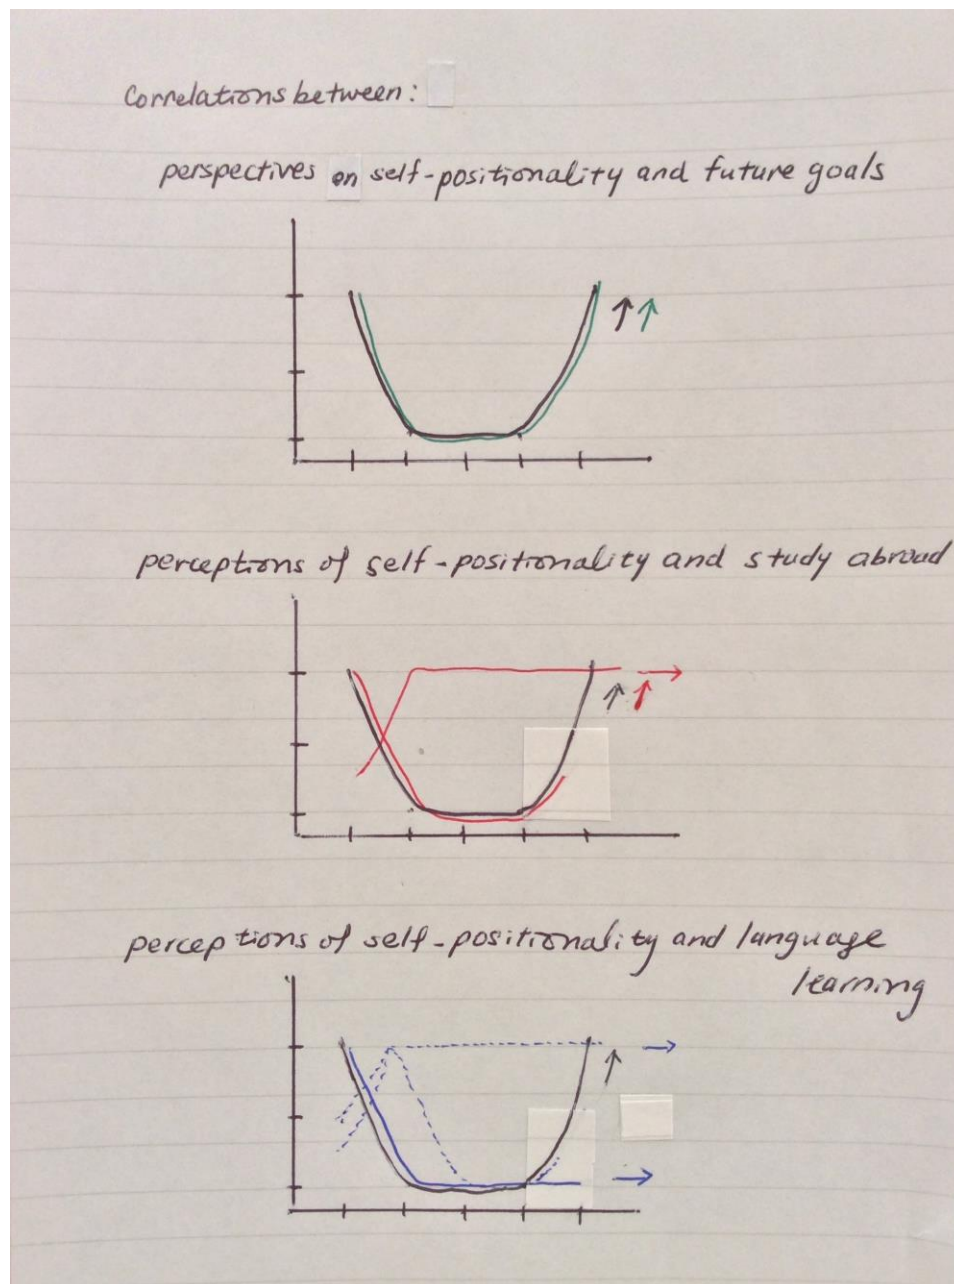 Correlations between:
perspectives on self-positionality and future goals
perceptions of self-positionality and study abroad
perceptions of self-positionality and language
learning